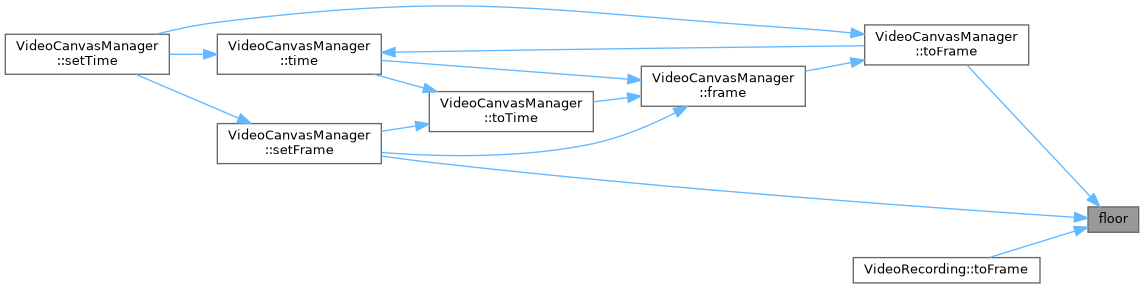 VideoCanvasManager
::setTime
VideoCanvasManager
::time
VideoCanvasManager
::toFrame
VideoCanvasManager
::frame
VideoCanvasManager
::toTime
VideoCanvasManager
::setFrame
floor
VideoRecording::toFrame